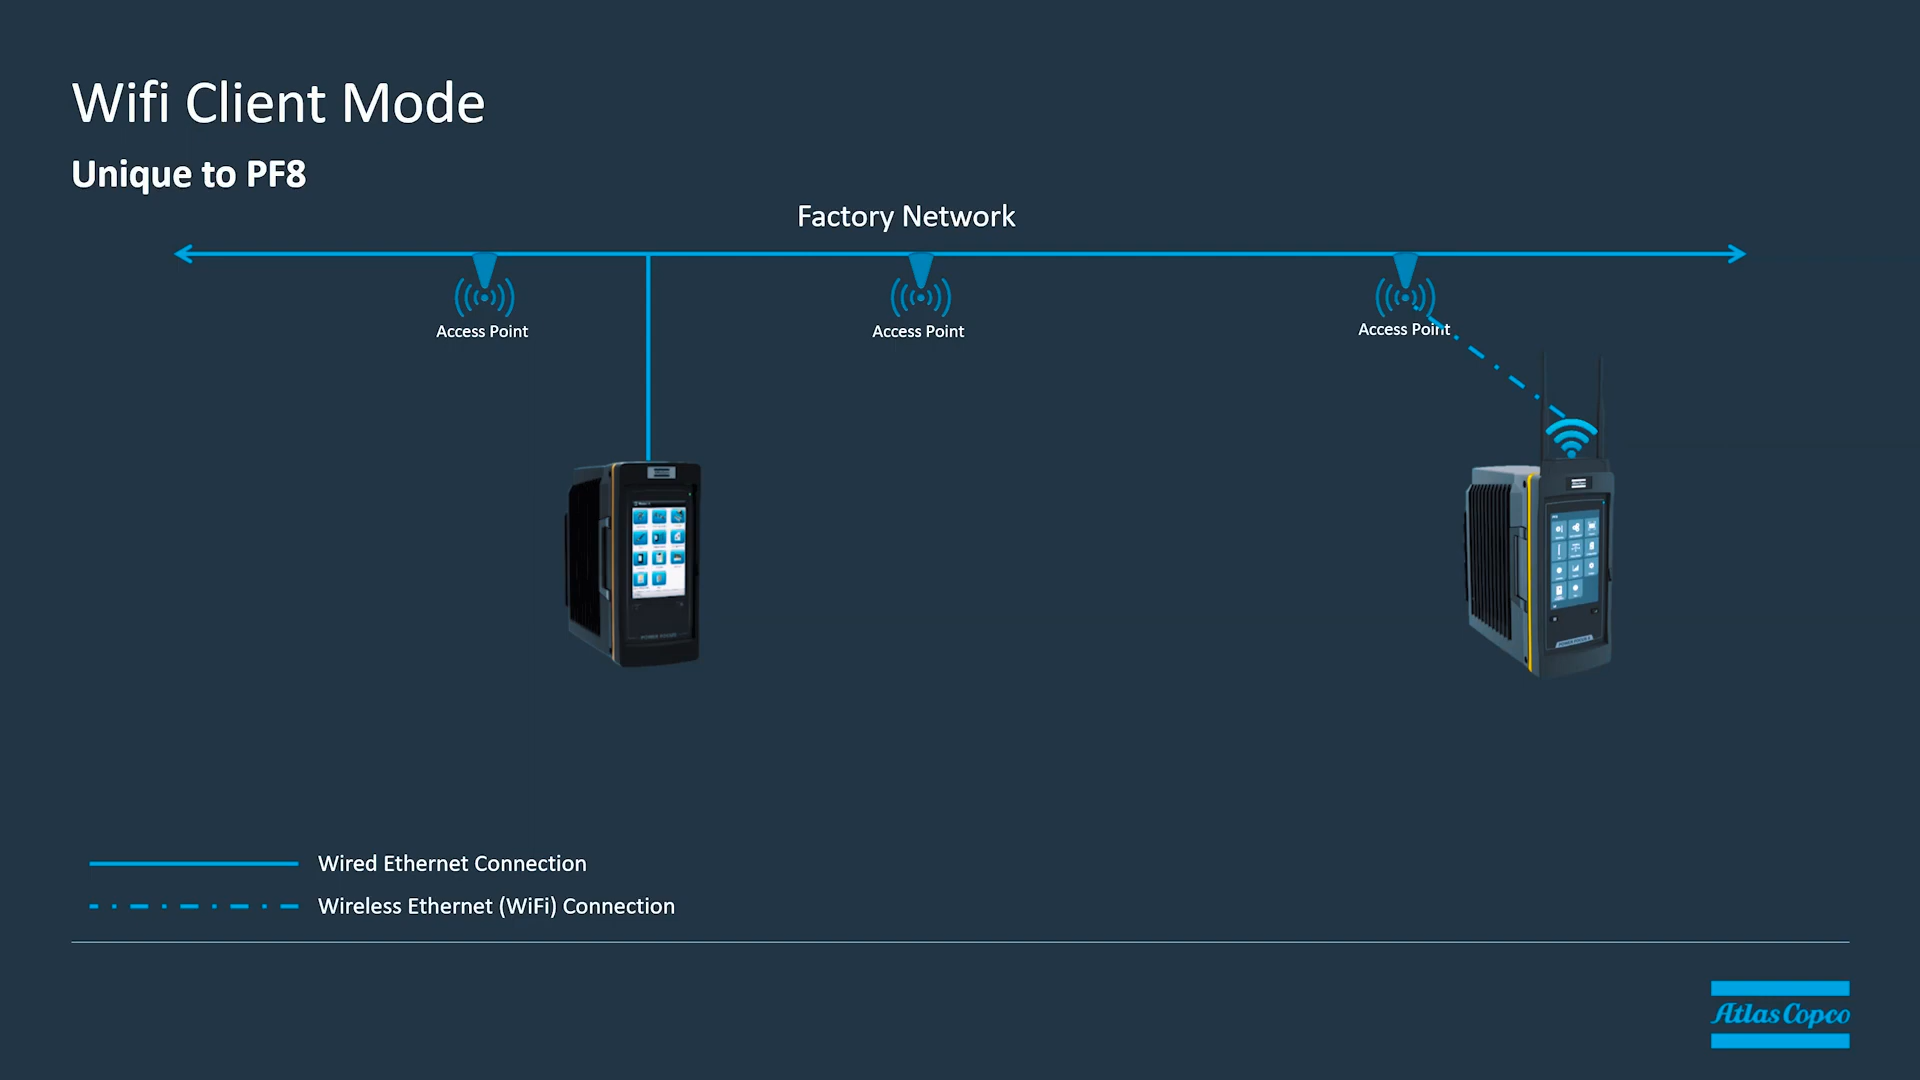 Wifi Client Mode
Unique to PF8
Factory Network
Access Point
Access Point
Access Point
Wired Ethernet Connection
Wireless Ethernet (WiFi) Connection
Atlas Copco